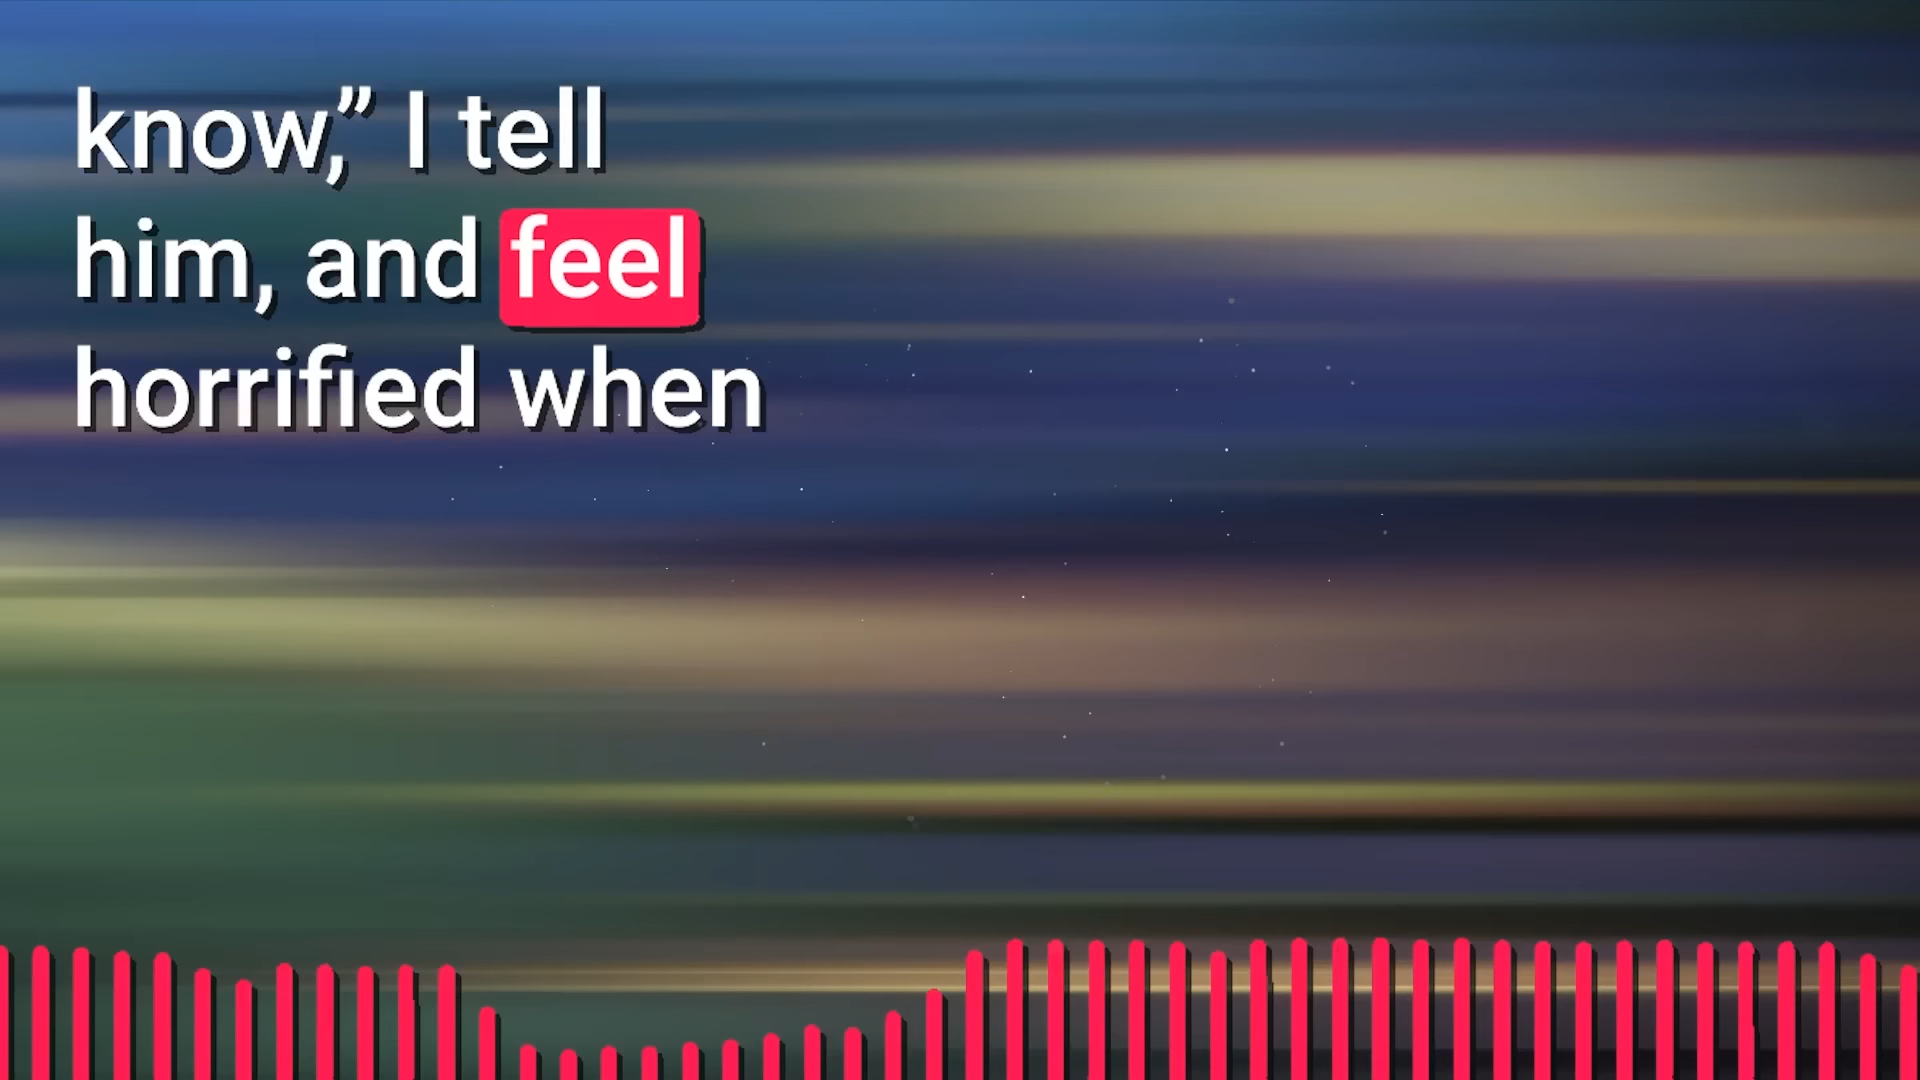 know,” I tell
him, and feel
horrified when